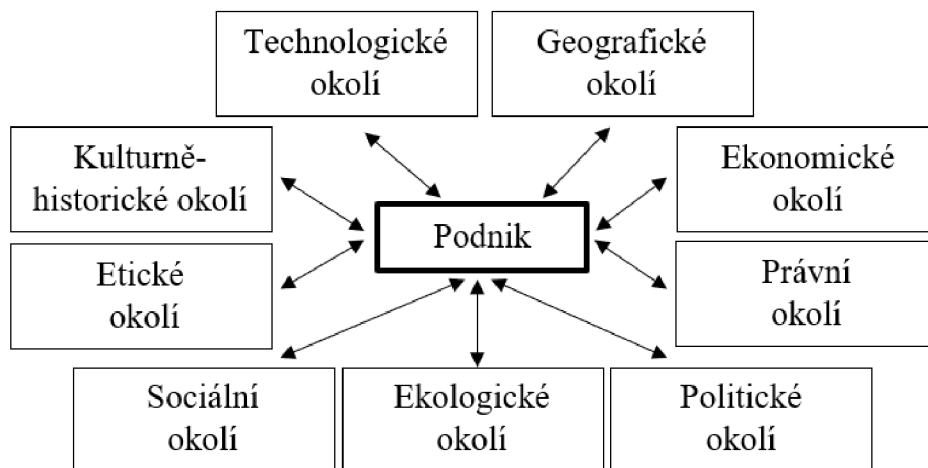 Technologické
okolí
Geografické
okolí
Kulturně-
historické okolí
Ekonomické
okolí
Podnik
Etické
okolí
Právní
okolí
Sociální
okolí
Ekologické
okolí
Politické
okolí